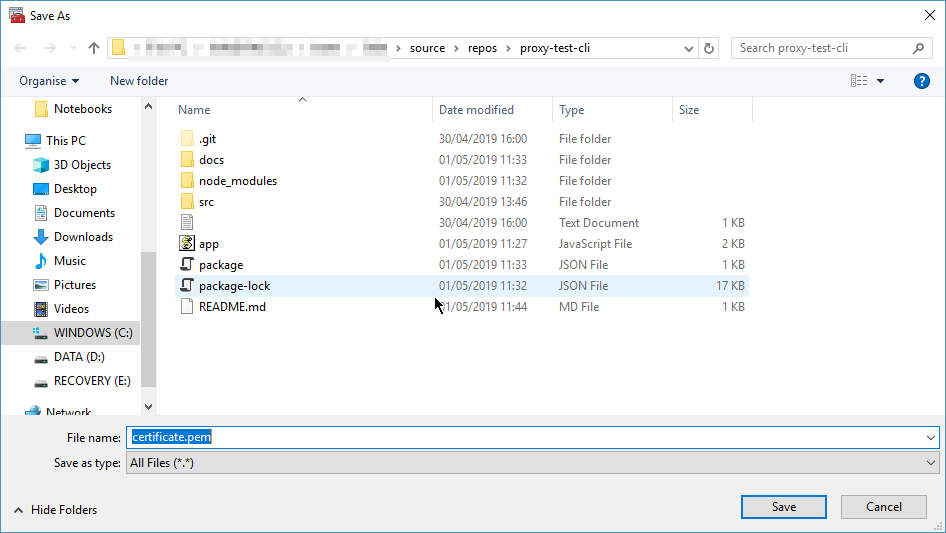 Save As
source › repos › proxy-test-cli
Search proxy-test-cli
Organise New folder
Name Date modified Type Size
Notebooks
This PC
3D Objects
Desktop
Documents
Downloads
Music
Pictures
Videos
WINDOWS (C:)
DATA (D:)
RECOVERY (E:)
Network
.git 30/04/2019 16:00 File folder
docs 01/05/2019 11:33 File folder
node_modules 01/05/2019 11:32 File folder
src 30/04/2019 13:46 File folder
30/04/2019 16:00 Text Document 1 KB
app 01/05/2019 11:27 JavaScript File 2 KB
package 01/05/2019 11:33 JSON File 1 KB
package-lock 01/05/2019 11:32 JSON File 17 KB
README.md 01/05/2019 11:44 MD File 1 KB
File name: certificate.pem
Save as type: All Files (*.*)
Hide Folders
Save Cancel